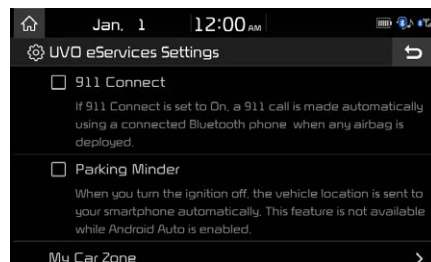 Jan. 1 12:00 AM
UVO eServices Settings
911 Connect
If 911 Connect is set to On, a 911 call is made automatically
using a connected Bluetooth phone when any airbag is
deployed.
Parking Minder
When you turn the ignition off, the vehicle location is sent to
your smartphone automatically. This feature is not available
while Android Auto is enabled.
My Car Zone